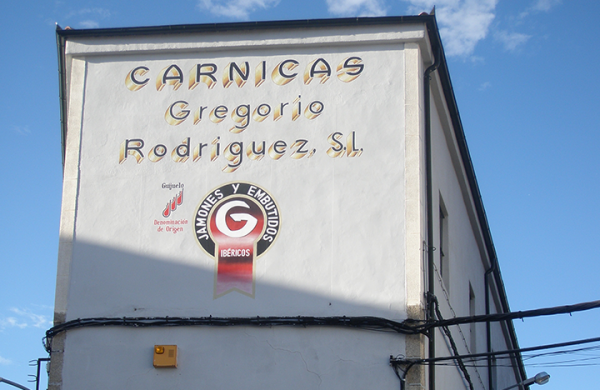 CARNICAS
Gregorio
Rodriguez, S.L.
Guijuelo
Denominación
de Origen
JAMONES Y EMBUTIDOS
G
IBÉRICOS